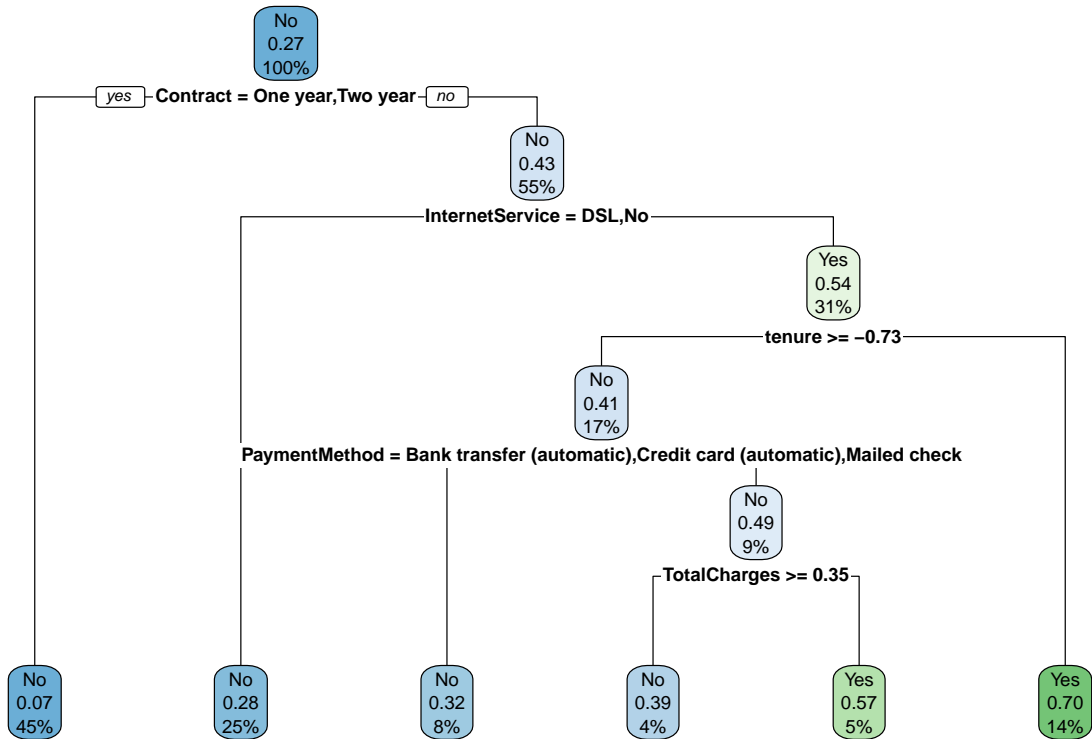 No
0.27
100%
yes Contract = One year,Two year no
No
0.43
55%
InternetService = DSL,No
Yes
0.54
31%
tenure >= −0.73
No
0.41
17%
PaymentMethod = Bank transfer (automatic),Credit card (automatic),Mailed check
No
0.49
9%
TotalCharges >= 0.35
No
0.07
45%
No
0.28
25%
No
0.32
8%
No
0.39
4%
Yes
0.57
5%
Yes
0.70
14%